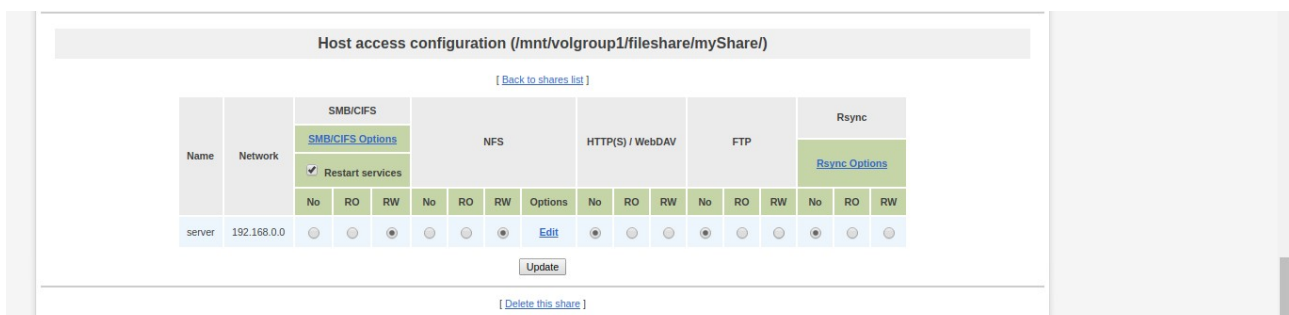 Host access configuration (/mnt/volgroup1/fileshare/myShare/)
[ Back to shares list ]
Name Network SMB/CIFS NFS HTTP(S) / WebDAV FTP Rsync
SMB/CIFS Options
Restart services
Rsync Options
No RO RW No RO RW Options No RO RW No RO RW No RO RW
server 192.168.0.0 Edit
Update
[ Delete this share ]